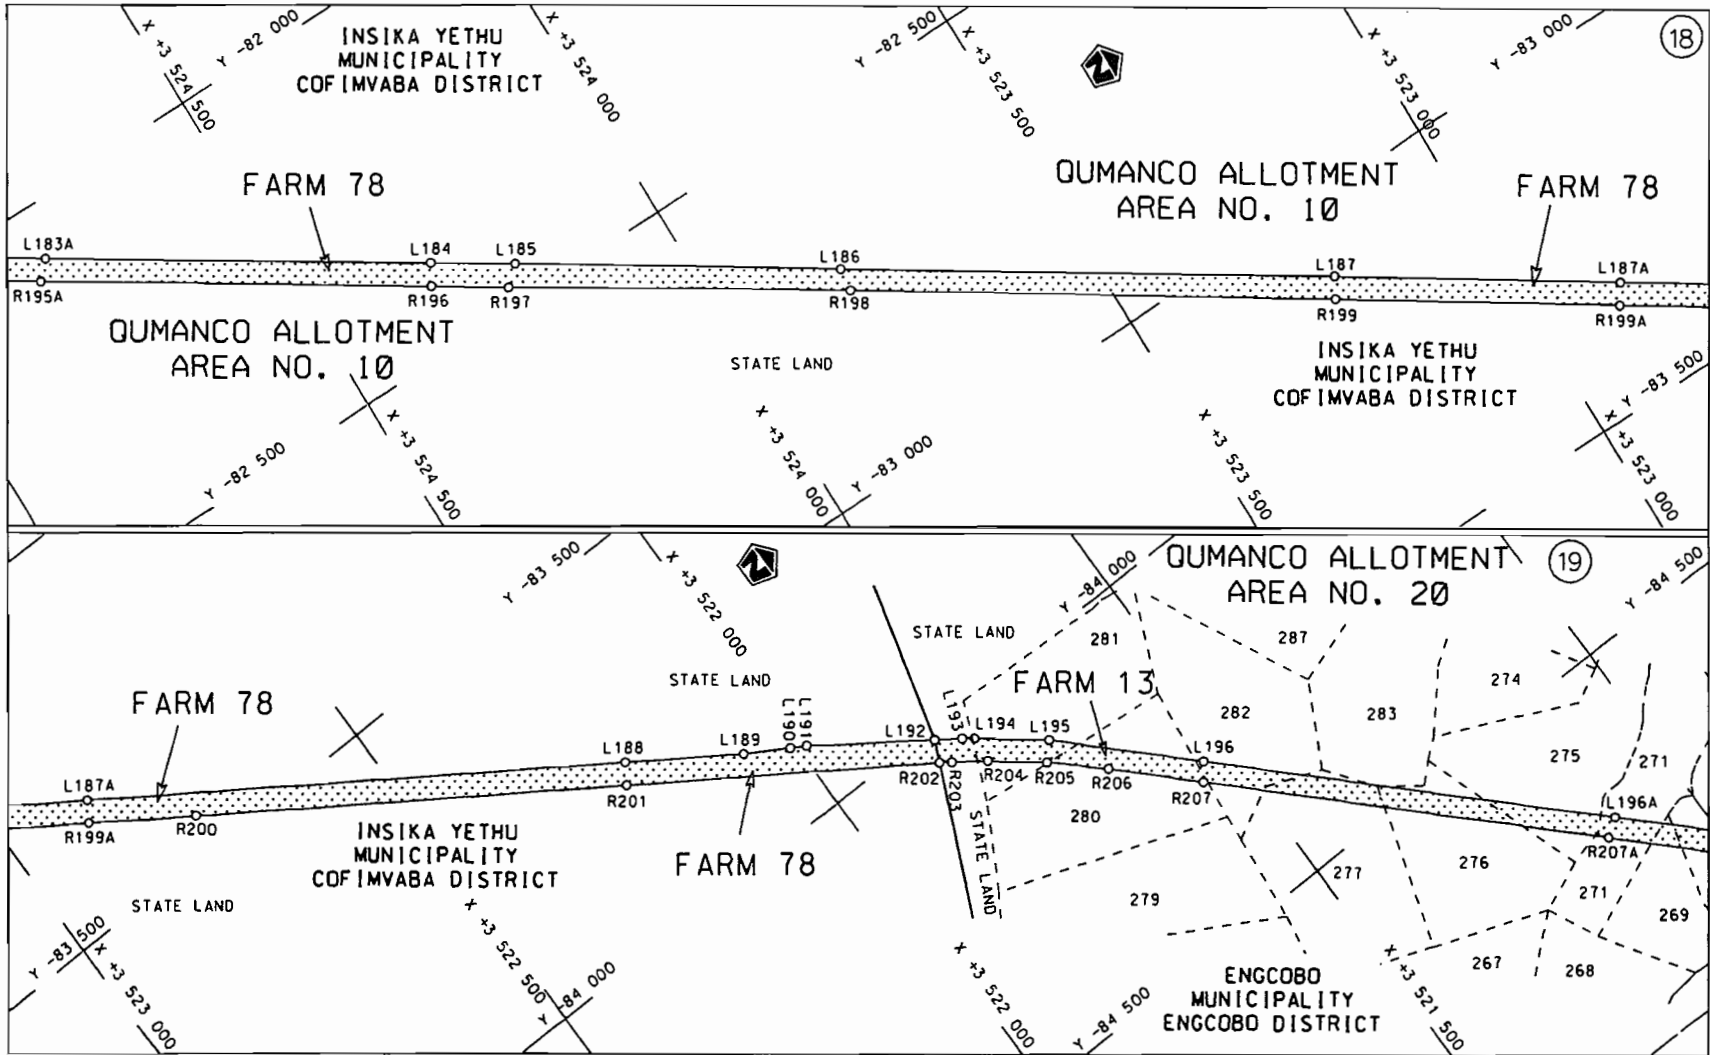 X +3 524 500
Y -82 000
INSIKA YETHU
MUNICIPALITY
COFIMVABA DISTRICT
X +3 524 000
Y -82 500
X +3 523 500
N
X +3 523 000
Y -83 000
18
FARM 78
QUMANCO ALLOTMENT
AREA NO. 10
FARM 78
L183A
L184
L185
L186
L187
L187A
R195A
R196
R197
R198
R199
R199A
QUMANCO ALLOTMENT
AREA NO. 10
STATE LAND
INSIKA YETHU
MUNICIPALITY
COFIMVABA DISTRICT
Y -83 500
Y -82 500
X +3 524 500
X +3 524 000
Y -83 000
X +3 523 500
X +3 523 000
Y -83 500
X +3 522 000
N
Y -84 000
QUMANCO ALLOTMENT
AREA NO. 20
19
Y -84 500
STATE LAND
281
287
STATE LAND
FARM 78
FARM 13
274
282
283
L187A
L188
L189
L190
L191
L192
L193
L194
L195
L196
275
271
L196A
R199A
R200
R201
R202
R203
R204
R205
R206
R207
R207A
INSIKA YETHU
MUNICIPALITY
COFIMVABA DISTRICT
FARM 78
280
STATE LAND
276
277
271
STATE LAND
279
269
Y -83 500
X +3 523 000
X +3 522 500
Y -84 000
X +3 522 000
Y -84 500
ENGCOBO
MUNICIPALITY
ENGCOBO DISTRICT
X +3 521 500
267
268